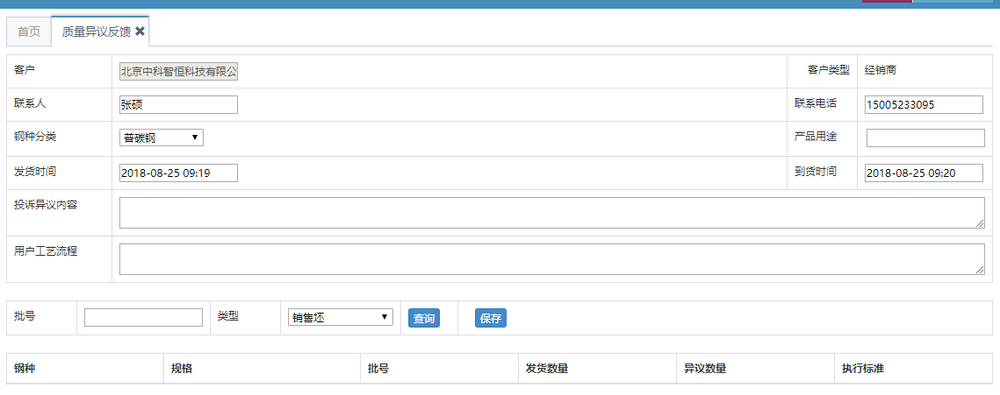 首页 质量异议反馈
客户 北京中科智恒科技有限公 客户类型 经销商
联系人 张硕 联系电话 15005233095
钢种分类 普碳钢 产品用途
发货时间 2018-08-25 09:19 到货时间 2018-08-25 09:20
投诉异议内容
用户工艺流程
批号 类型 销售坯 查询 保存
钢种 规格 批号 发货数量 异议数量 执行标准